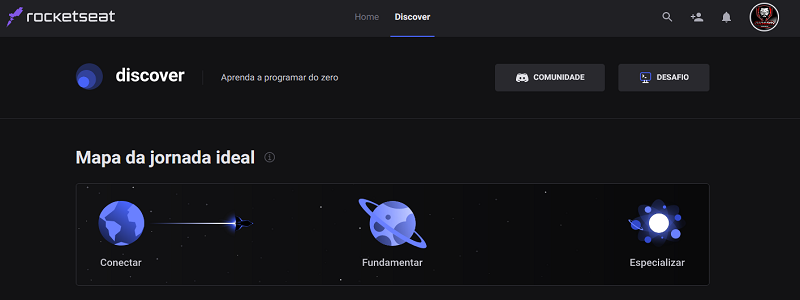 rocketseat
Home Discover
discover
Aprenda a programar do zero
COMUNIDADE
DESAFIO
Mapa da jornada ideal
Conectar
Fundamentar
Especializar